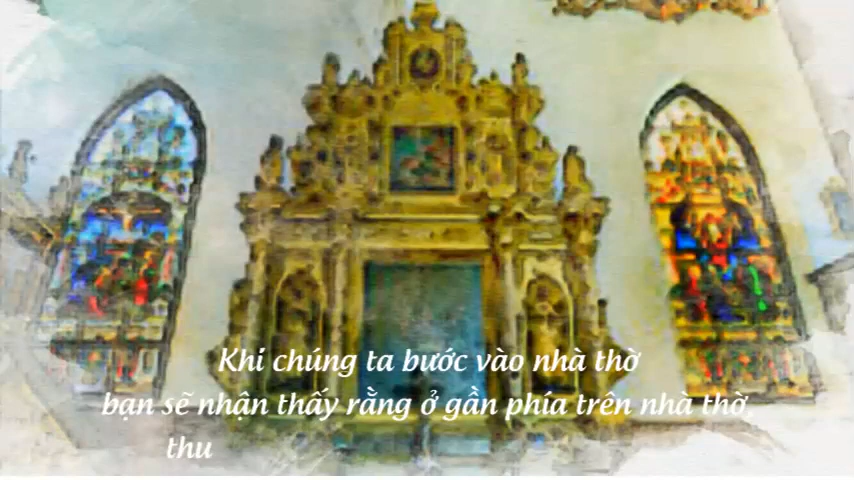 Khi chúng ta bước vào nhà thờ
bạn sẽ nhận thấy rằng ở gần phía trên nhà thờ,
thu